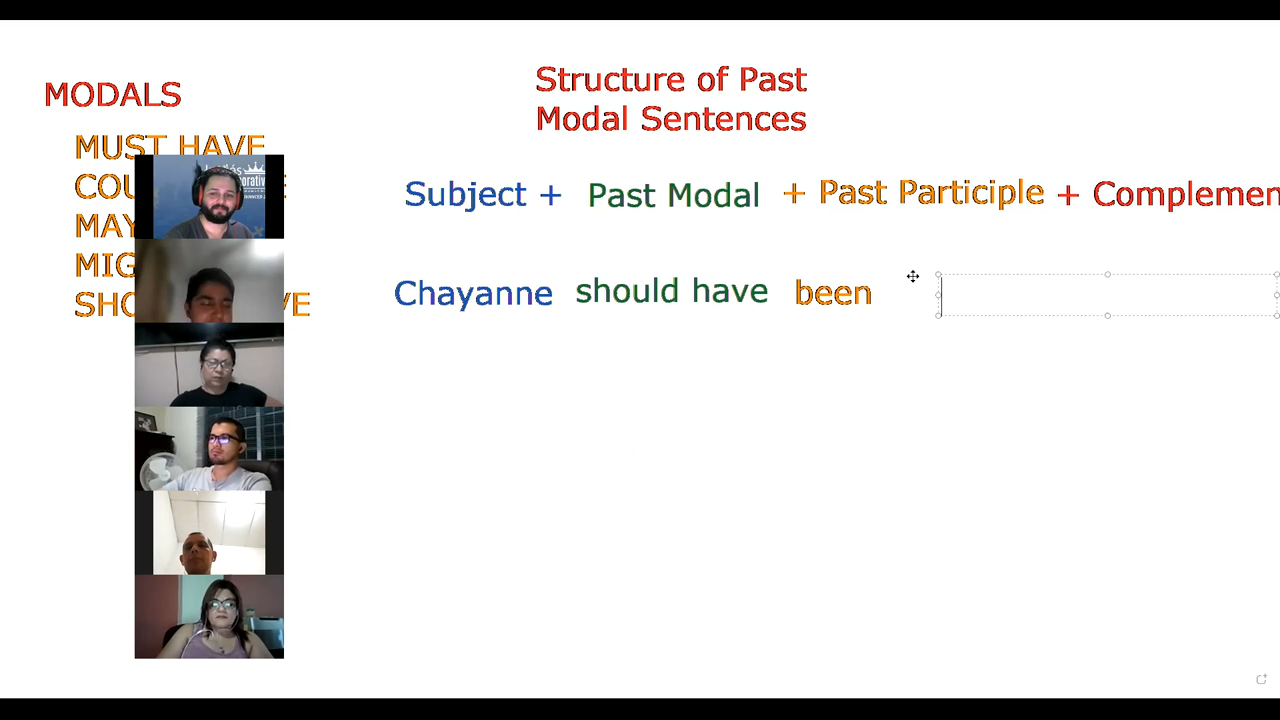 MODALS
Structure of Past
Modal Sentences
MUST HAVE
Subject + Past Modal + Past Participle + Complemen
Chayanne should have been